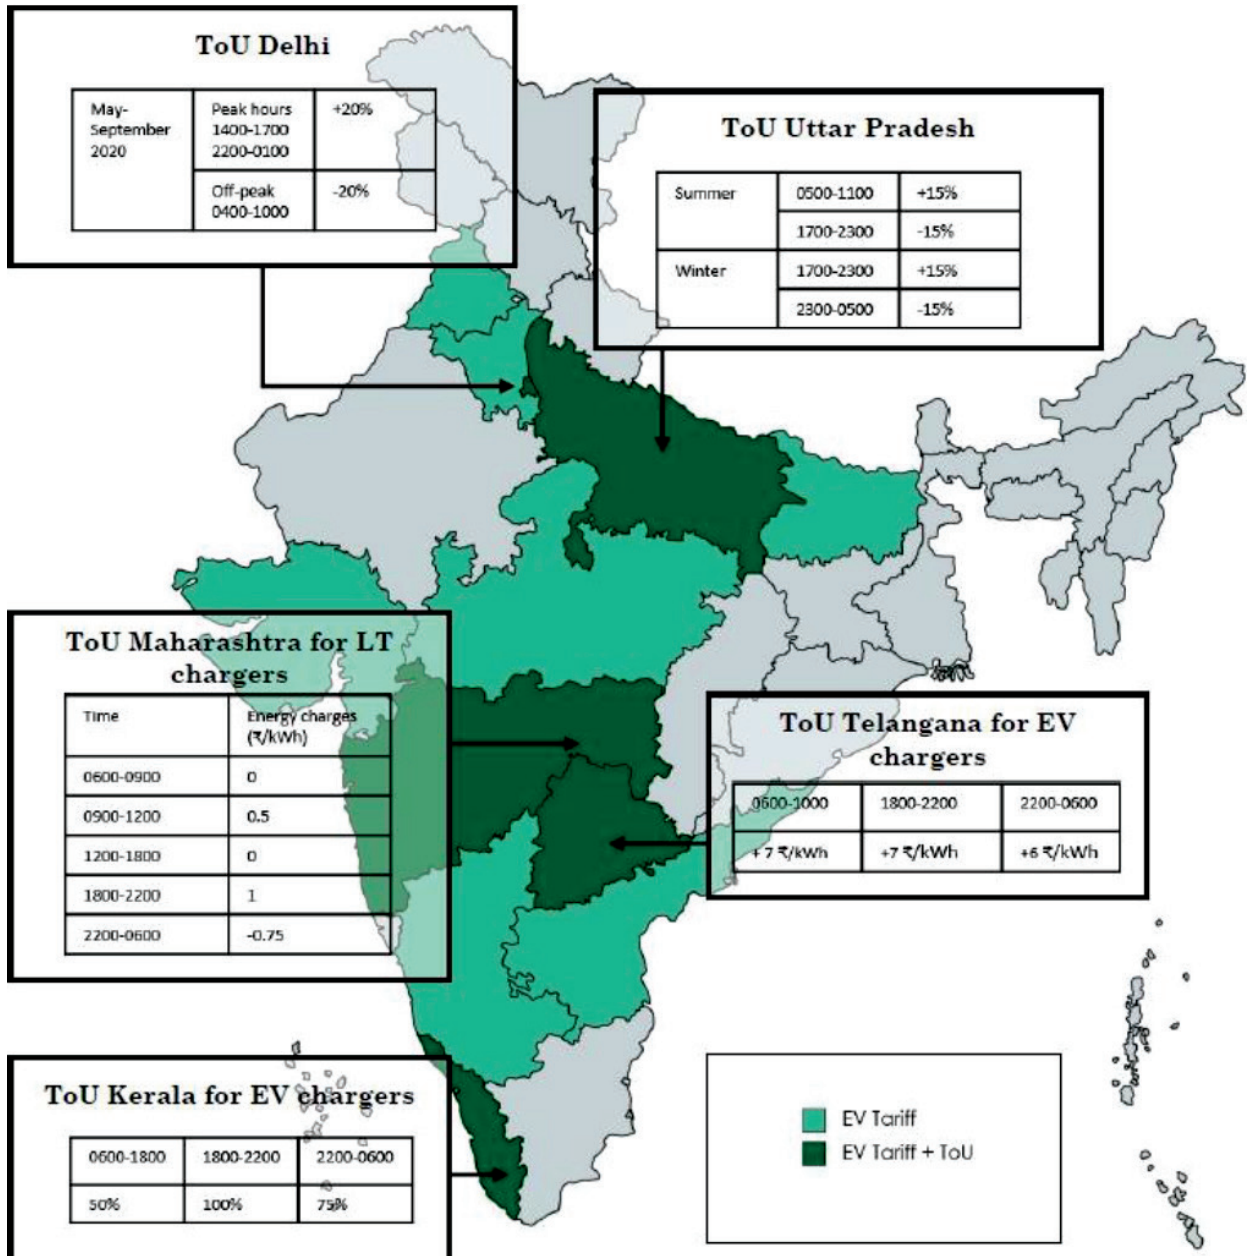 ToU Delhi
May-
September
2020
Peak hours
1400-1700
2200-0100
+20%
Off-peak
0400-1000
-20%
ToU Uttar Pradesh
Summer 0500-1100 +15%
1700-2300 -15%
Winter 1700-2300 +15%
2300-0500 -15%
ToU Maharashtra for LT
chargers
Time Energy charges
(₹/kWh)
0600-0900 0
0900-1200 0.5
1200-1800 0
1800-2200 1
2200-0600 -0.75
ToU Telangana for EV
chargers
0600-1000 1800-2200 2200-0600
+ 7 ₹/kWh +7 ₹/kWh +6 ₹/kWh
ToU Kerala for EV chargers
0600-1800 1800-2200 2200-0600
50% 100% 75%
EV Tariff
EV Tariff + ToU